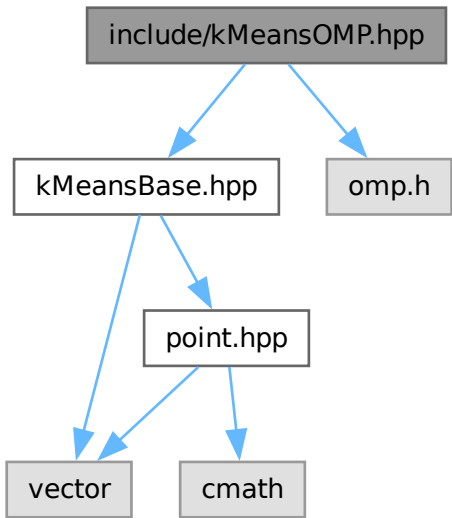 include/kMeansOMP.hpp
kMeansBase.hpp
omp.h
point.hpp
vector
cmath